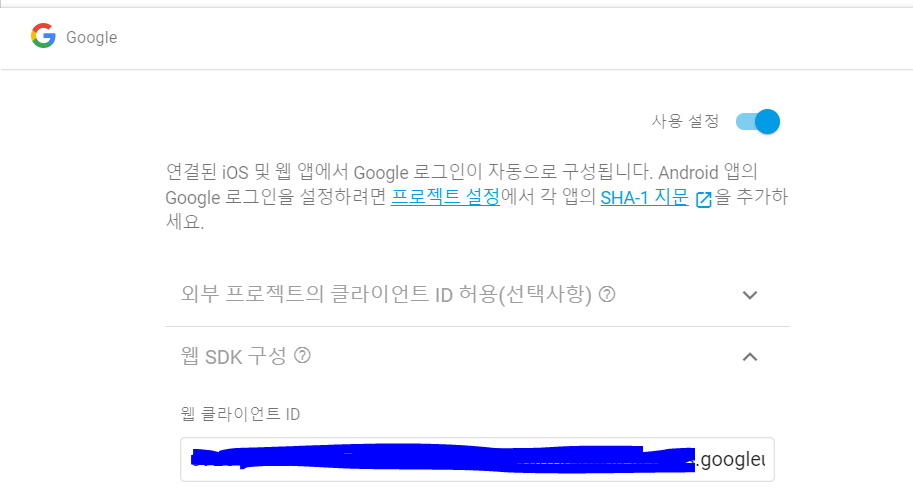 Google
사용 설정
연결된 iOS 및 웹 앱에서 Google 로그인이 자동으로 구성됩니다. Android 앱의
Google 로그인을 설정하려면 프로젝트 설정에서 각 앱의 SHA-1 지문 을 추가하
세요.
외부 프로젝트의 클라이언트 ID 허용(선택사항)
웹 SDK 구성
웹 클라이언트 ID
.googleu